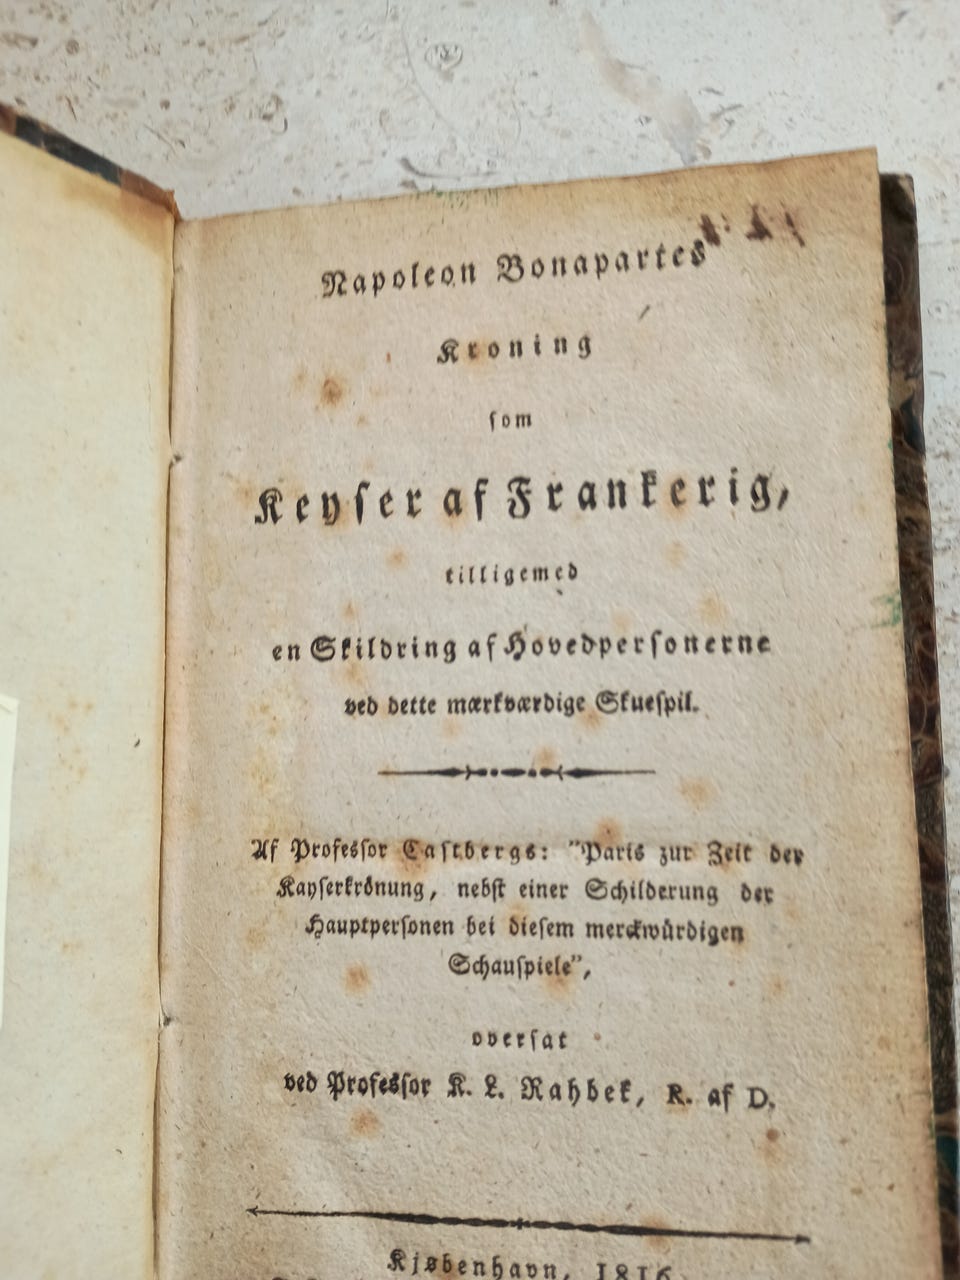 Napoleon Bonapartes
Kroning
som
Keyser af Frankerig,
tilligemed
en Skildring af Hovedpersonerne
ved dette mærkværdige Skuespil.
Af Professor Castbergs: "Paris zur Zeit der
Kayserkrönung, nebst einer Schilderung der
Hauptpersonen bei diesem merckwürdigen
Schauspiele",
oversat
ved Professor K. L. Rahbek, R. af D.
Kjøbenhavn, 1816.